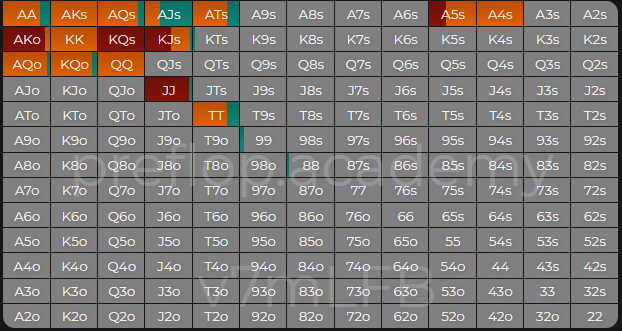 AA AKs AQs AJs ATs A9s A8s A7s A6s A5s A4s A3s A2s
AKo KK KQs KJs KTs K9s K8s K7s K6s K5s K4s K3s K2s
AQo KQo QQ QJs QTs Q9s Q8s Q7s Q6s Q5s Q4s Q3s Q2s
AJo KJo QJo JJ JTs J9s J8s J7s J6s J5s J4s J3s J2s
ATo KTo QTo JTo TT T9s T8s T7s T6s T5s T4s T3s T2s
A9o K9o Q9o J9o T9o 99 98s 97s 96s 95s 94s 93s 92s
preflop.academy
A8o K8o Q8o J8o T8o 98o 88 87s 86s 85s 84s 83s 82s
A7o K7o Q7o J7o T7o 97o 87o 77 76s 75s 74s 73s 72s
A6o K6o Q6o J6o T6o 96o 86o 76o 66 65s 64s 63s 62s
A5o K5o Q5o J5o T5o 95o 85o 75o 65o 55 54s 53s 52s
A4o K4o Q4o J4o T4o 94o 84o 74o 64o 54o 44 43s 42s
v7mLFB
A3o K3o Q3o J3o T3o 93o 83o 73o 63o 53o 43o 33 32s
A2o K2o Q2o J2o T2o 92o 82o 72o 62o 52o 42o 32o 22